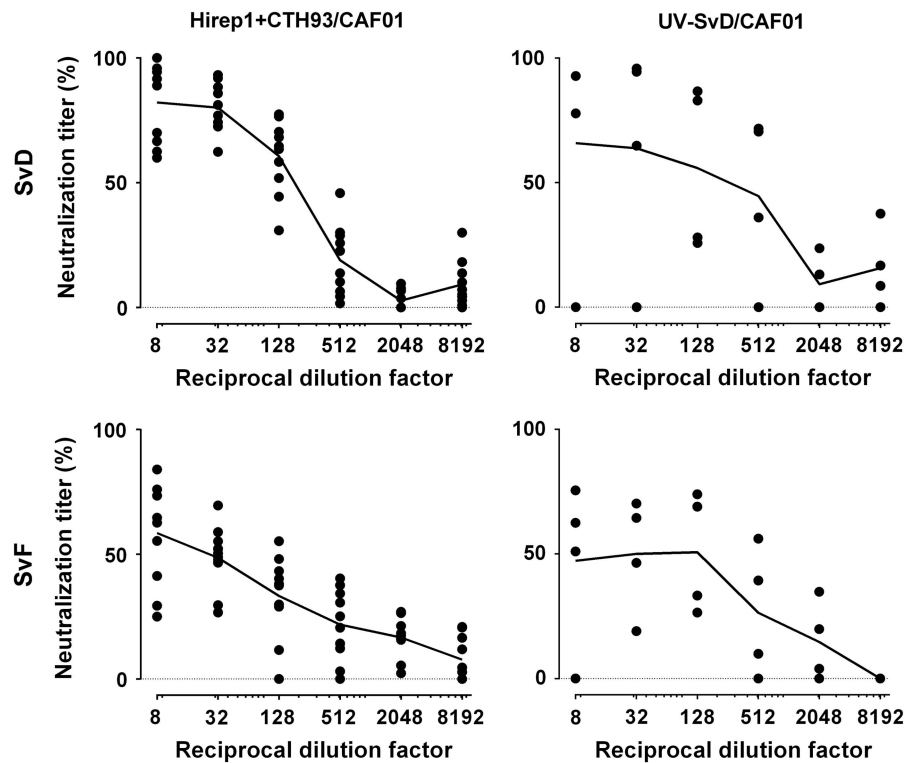 Hirep1+CTH93/CAF01
UV-SvD/CAF01
SvD
Neutralization titer (%)
100
50
0
8 32 128 512 2048 8192
Reciprocal dilution factor
100
50
0
8 32 128 512 2048 8192
Reciprocal dilution factor
SvF
Neutralization titer (%)
100
50
0
8 32 128 512 2048 8192
Reciprocal dilution factor
100
50
0
8 32 128 512 2048 8192
Reciprocal dilution factor